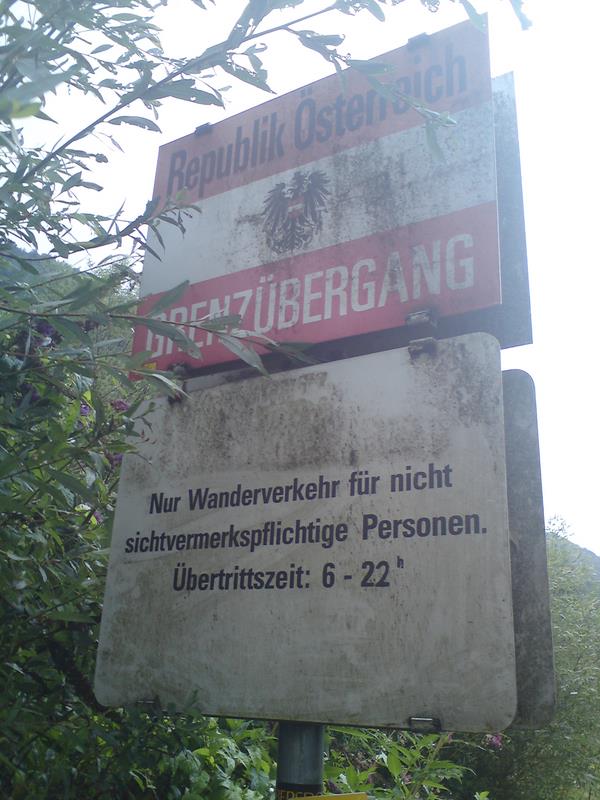 Republik Österreich
GRENZÜBERGANG
Nur Wanderverkehr für nicht
sichtvermerkspflichtige Personen.
Übertrittszeit: 6 - 22 h